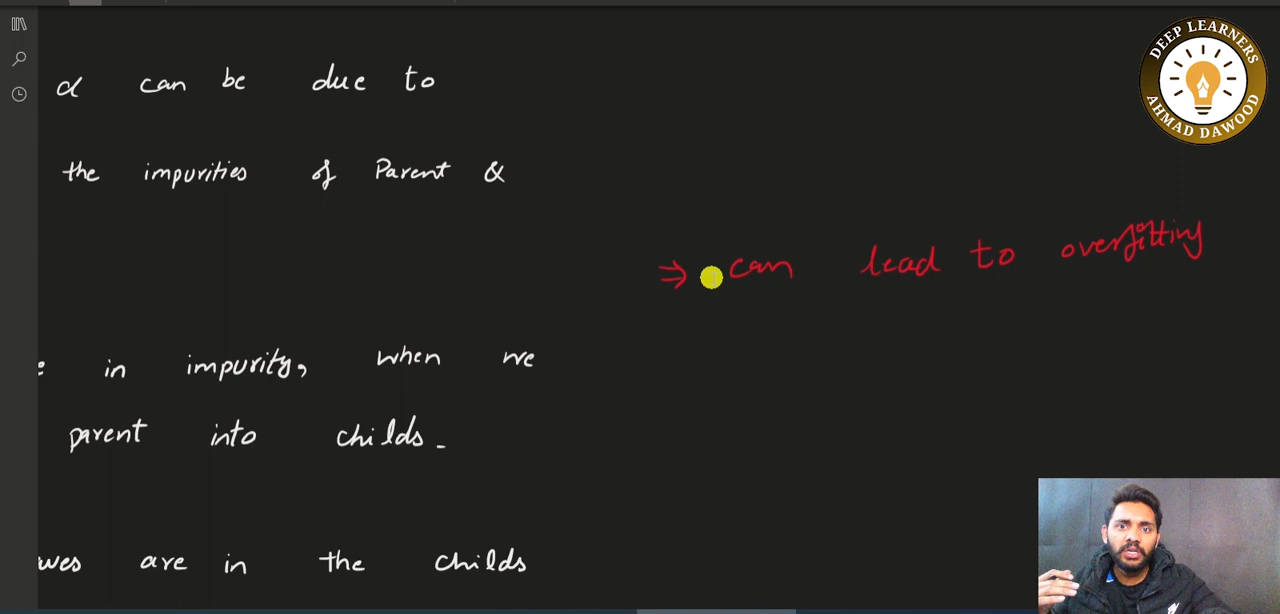 DEEP LEARNERS
AHMAD DAWOOD
d can be due to
the impurities of Parent &
⇒ can lead to overfitting
in impurity, when we
parent into childs.
are in the childs